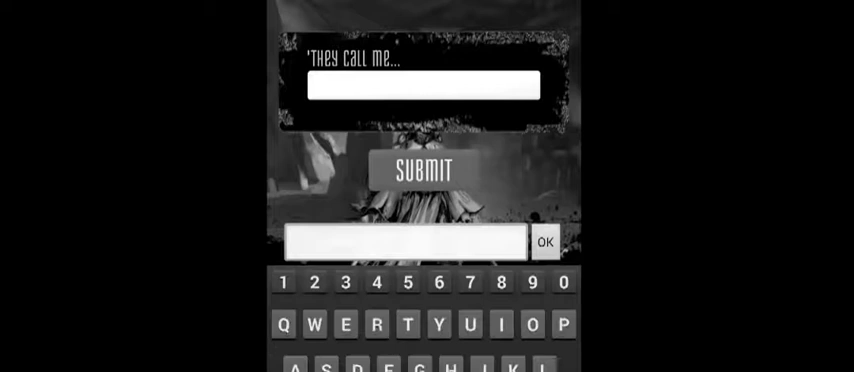 'THEY CALL ME...
SUBMIT
OK
1 2 3 4 5 6 7 8 9 0
Q W E R T Y U I O P
A S D F G H J K L